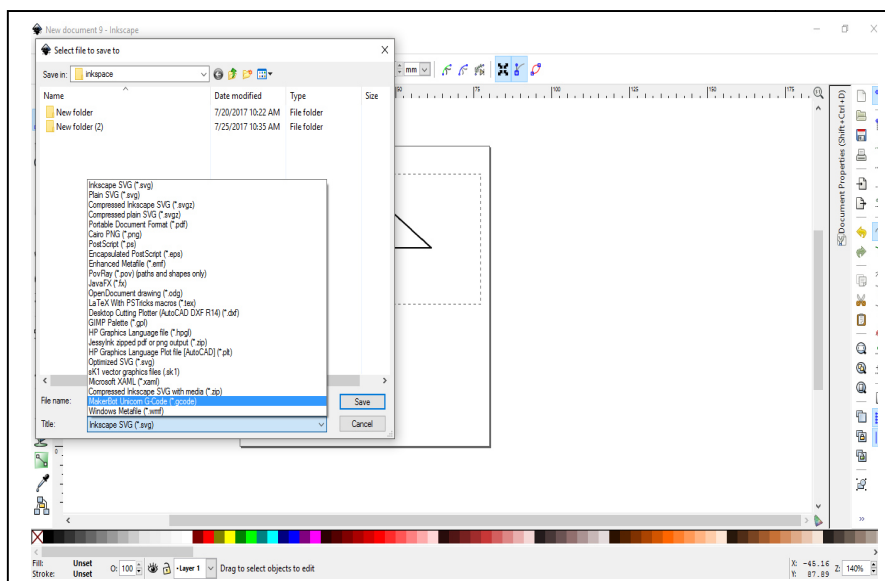 New document 9 - Inkscape
Select file to save to
Save in: inkspace
mm
Name Date modified Type Size
New folder 7/20/2017 10:22 AM File folder
New folder (2) 7/25/2017 10:35 AM File folder
Inkscape SVG (*.svg)
Plain SVG (*.svg)
Compressed Inkscape SVG (*.svgz)
Compressed plain SVG (*.svgz)
Portable Document Format (*.pdf)
Cairo PNG (*.png)
PostScript (*.ps)
Encapsulated PostScript (*.eps)
Enhanced Metafile (*.emf)
PovRay (*.pov) (paths and shapes only)
JavaFX (*.fx)
OpenDocument drawing (*.odg)
LaTeX With PSTricks macros (*.tex)
Desktop Cutting Plotter (AutoCAD DXF R14) (*.dxf)
GIMP Palette (*.gpl)
HP Graphics Language file (*.hpgl)
JessyInk zipped pdf or png output (*.zip)
HP Graphics Language Plot file [AutoCAD] (*.plt)
Optimized SVG (*.svg)
sK1 vector graphics files (.sk1)
Microsoft XAML (*.xaml)
Compressed Inkscape SVG with media (*.zip)
MakerBot Unicorn G-Code (*.gcode)
Windows Metafile (*.wmf)
File name: Save
Title: Inkscape SVG (*.svg) Cancel
Document Properties (Shift+Ctrl+D)
Fill: Unset
Stroke: Unset
O: 100
Layer 1
Drag to select objects to edit
X: -45.16
Y: 87.89
Z: 140%